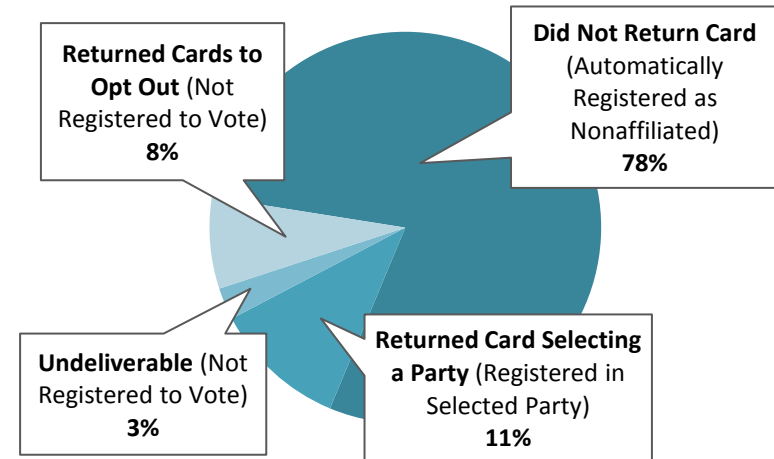 Returned Cards to
Opt Out (Not
Registered to Vote)
8%
Did Not Return Card
(Automatically
Registered as
Nonaffiliated)
78%
Undeliverable (Not
Registered to Vote)
3%
Returned Card Selecting
a Party (Registered in
Selected Party)
11%